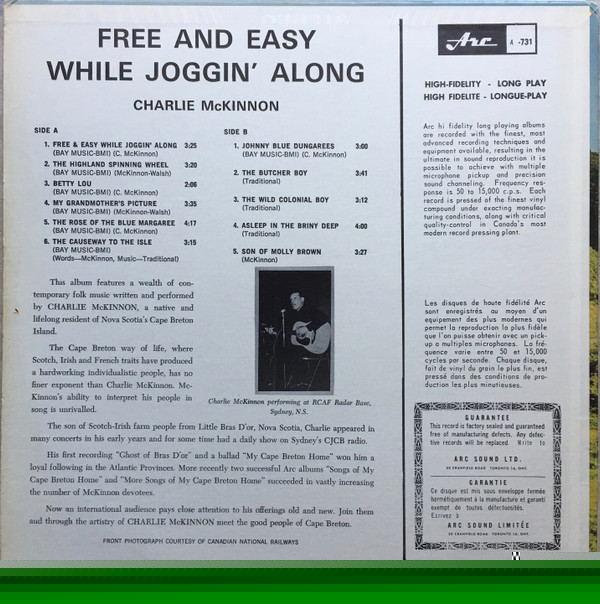 FREE AND EASY
WHILE JOGGIN' ALONG
CHARLIE McKINNON
SIDE A
1. FREE & EASY WHILE JOGGIN' ALONG 3:25
(BAY MUSIC-BMI) (C. McKinnon)
2. THE HIGHLAND SPINNING WHEEL 3:20
(BAY MUSIC-BMI) (McKinnon-Walsh)
3. BETTY LOU 2:06
(BAY MUSIC-BMI) (C. McKinnon)
4. MY GRANDMOTHER'S PICTURE 3:35
(BAY MUSIC-BMI) (McKinnon-Walsh)
5. THE ROSE OF THE BLUE MARGAREE 4:17
(BAY MUSIC-BMI) (C. McKinnon)
6. THE CAUSEWAY TO THE ISLE 3:15
(BAY MUSIC-BMI)
(Words—McKinnon, Music—Traditional)
SIDE B
1. JOHNNY BLUE DUNGAREES 3:00
(BAY MUSIC-BMI) (C. McKinnon)
2. THE BUTCHER BOY 3:41
(Traditional)
3. THE WILD COLONIAL BOY 3:12
(Traditional)
4. ASLEEP IN THE BRINY DEEP 4:00
(Traditional)
5. SON OF MOLLY BROWN 3:27
(McKinnon)
This album features a wealth of con-
temporary folk music written and performed
by CHARLIE McKINNON, a native and
lifelong resident of Nova Scotia's Cape Breton
Island.
The Cape Breton way of life, where
Scotch, Irish and French traits have produced
a hardworking individualistic people, has no
finer exponent than Charlie McKinnon. Mc-
Kinnon's ability to interpret his people in
song is unrivalled.
Charlie McKinnon performing at RCAF Radar Base,
Sydney, N.S.
The son of Scotch-Irish farm people from Little Bras D'or, Nova Scotia, Charlie appeared in
many concerts in his early years and for some time had a daily show on Sydney's CJCB radio.
His first recording "Ghost of Bras D'or" and a ballad "My Cape Breton Home" won him a
loyal following in the Atlantic Provinces. More recently two successful Arc albums "Songs of My
Cape Breton Home" and "More Songs of My Cape Breton Home" succeeded in vastly increasing
the number of McKinnon devotees.
Now an international audience pays close attention to his offerings old and new. Join them
and through the artistry of CHARLIE McKINNON meet the good people of Cape Breton.
FRONT PHOTOGRAPH COURTESY OF CANADIAN NATIONAL RAILWAYS
Arc A -731
HIGH-FIDELITY - LONG PLAY
HIGH FIDELITE - LONGUE-PLAY
Arc hi fidelity long playing albums
are recorded with the finest, most
advanced recording techniques and
equipment available, resulting in the
ultimate in sound reproduction it is
possible to achieve with multiple
microphone pickup and precision
sound channeling. Frequency res-
ponse is 50 to 15,000 c.p.s. Each
record is pressed of the finest vinyl
compound under exacting manufac-
turing conditions, along with critical
quality-control in Canada's most
modern record pressing plant.
Les disques de haute fidélité Arc
sont enregistrés au moyen d'un
équipement des plus modernes qui
permet la reproduction la plus fidèle
que l'on puisse obtenir avec un pick-
up a multiples microphones. La fré-
quence varie entre 50 et 15,000
cycles par seconde. Chaque disque,
fait de vinyl du grain le plus fin, est
pressé dans des conditions de pro-
duction les plus minutieuses.
GUARANTEE
This record is factory sealed and guaranteed
free of manufacturing defects. Any defec-
tive records will be replaced. Write to
ARC SOUND LTD.
20 CRANFIELD ROAD TORONTO 16, ONT.
GARANTIE
Ce disque est mis sous enveloppe fermée
hermétiquement à la manufacture et garanti
exempt de toutes défectuosités.
Ecrivez à
ARC SOUND LIMITÉE
20 CRANFIELD ROAD TORONTO 16, ONT.